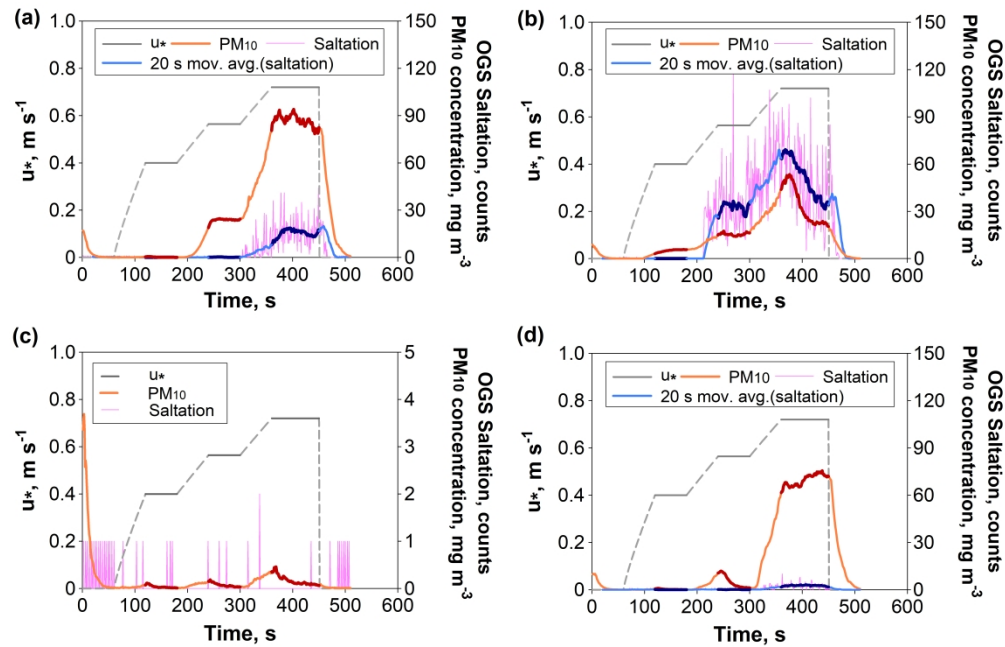 (a)
1.0 0.8 0.6 0.4 0.2 0
u* PM₁₀ Saltation
20 s mov. avg.(saltation)
150 120 90 60 30 0
0 100 200 300 400 500 600
Time, s
u*, m s⁻¹
OGS Saltation, counts
PM₁₀ concentration, mg m⁻³
(b)
1.0 0.8 0.6 0.4 0.2 0
u* PM₁₀ Saltation
20 s mov. avg.(saltation)
150 120 90 60 30 0
0 100 200 300 400 500 600
Time, s
u*, m s⁻¹
OGS Saltation, counts
PM₁₀ concentration, mg m⁻³
(c)
1.0 0.8 0.6 0.4 0.2 0
u*
PM₁₀
Saltation
5 4 3 2 1 0
0 100 200 300 400 500 600
Time, s
u*, m s⁻¹
OGS Saltation, counts
PM₁₀ concentration, mg m⁻³
(d)
1.0 0.8 0.6 0.4 0.2 0
u* PM₁₀ Saltation
20 s mov. avg.(saltation)
150 120 90 60 30 0
0 100 200 300 400 500 600
Time, s
u*n, m s⁻¹
OGS Saltation, counts
PM₁₀ concentration, mg m⁻³